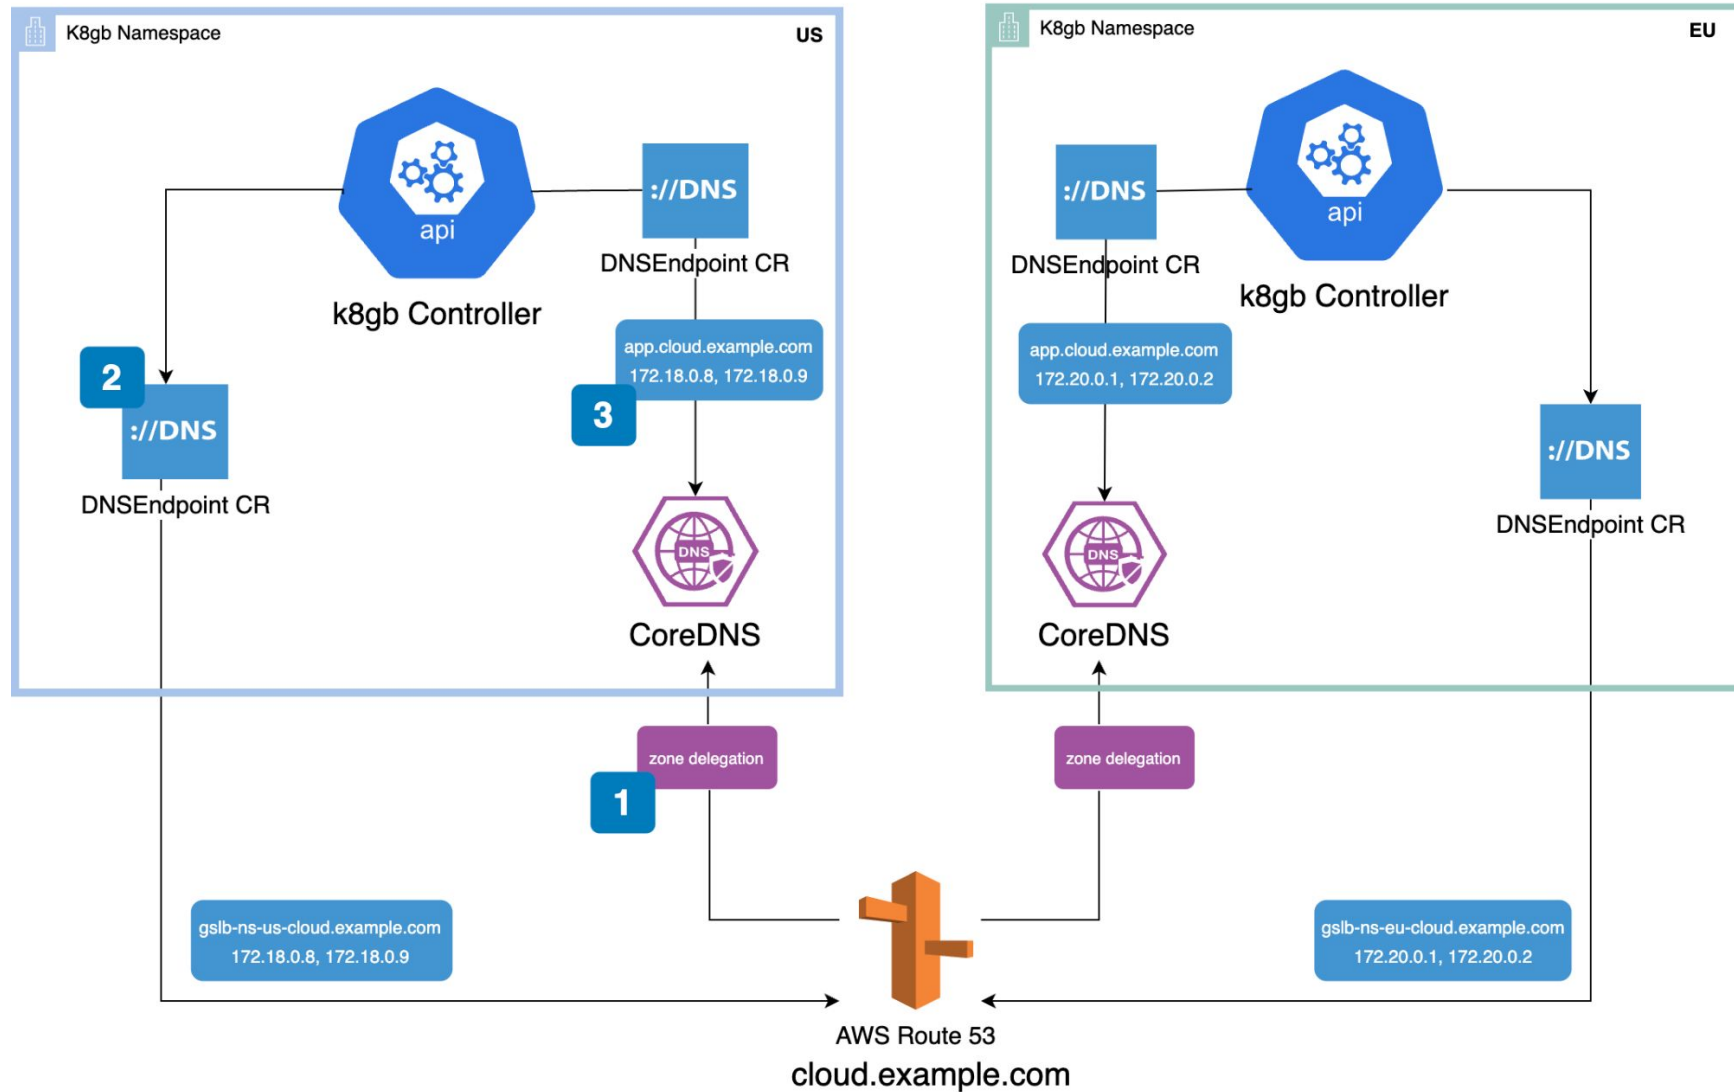 K8gb Namespace
US
api
://DNS
DNSEndpoint CR
k8gb Controller
app.cloud.example.com
172.18.0.8, 172.18.0.9
2
3
://DNS
DNSEndpoint CR
DNS
CoreDNS
zone delegation
1
gslb-ns-us-cloud.example.com
172.18.0.8, 172.18.0.9
K8gb Namespace
EU
://DNS
DNSEndpoint CR
api
k8gb Controller
app.cloud.example.com
172.20.0.1, 172.20.0.2
://DNS
DNSEndpoint CR
DNS
CoreDNS
zone delegation
gslb-ns-eu-cloud.example.com
172.20.0.1, 172.20.0.2
AWS Route 53
cloud.example.com